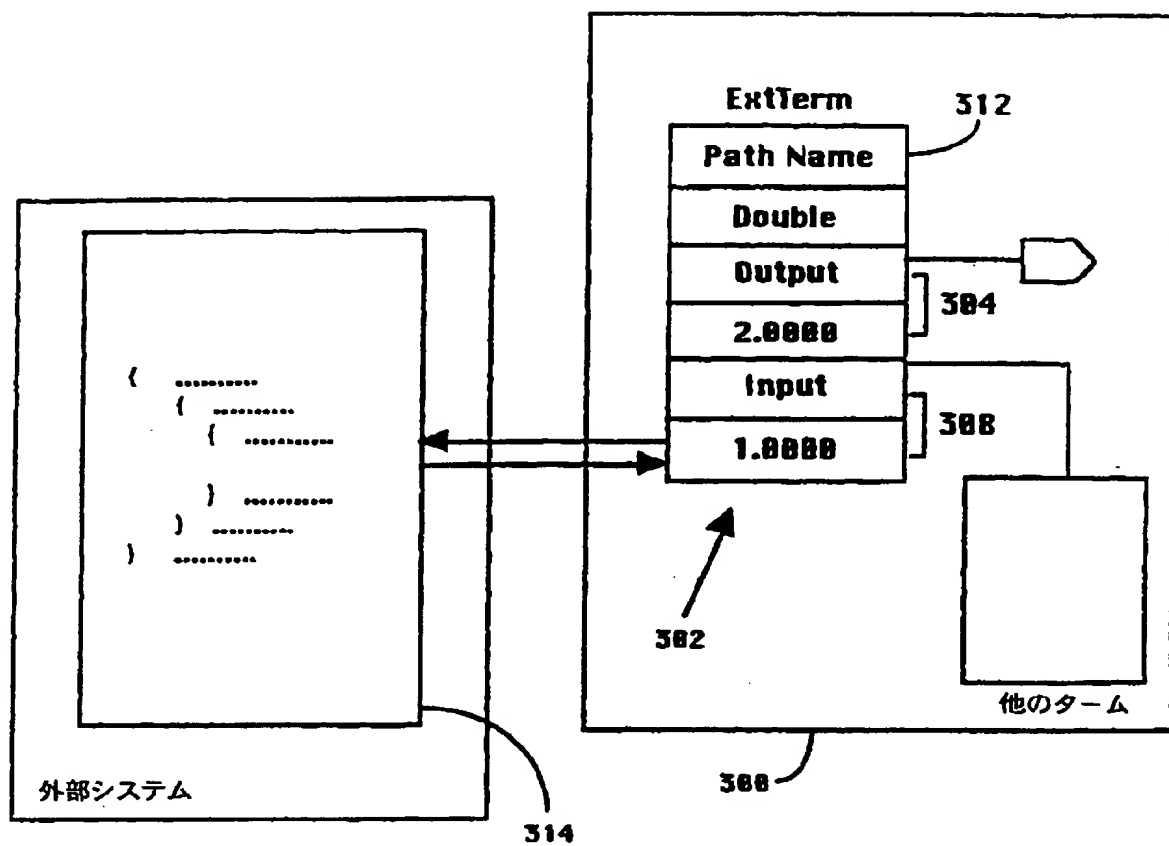 ExtTerm
312
Path Name
Double
Output
304
2.0000
Input
308
1.0000
{ ..........
{ ..........
{ ...........
} ...........
} ..........
} ..........
302
他のターム
300
外部システム
314